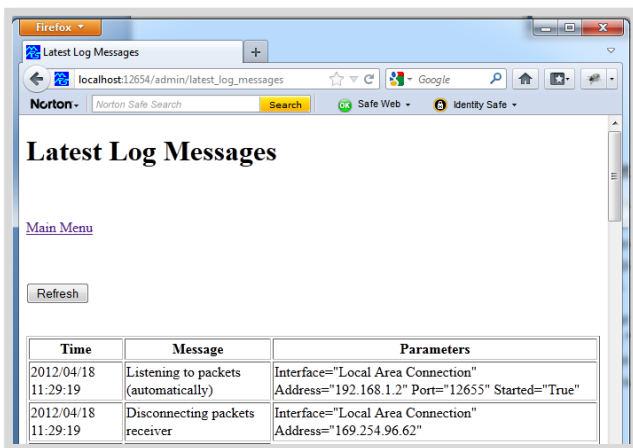 Firefox
Latest Log Messages
localhost:12654/admin/latest_log_messages
Google
Norton
Norton Safe Search
Search
OK
Safe Web
Identity Safe
Latest Log Messages
Main Menu
Refresh
Time Message Parameters
2012/04/18 Listening to packets Interface="Local Area Connection"
11:29:19 (automatically) Address="192.168.1.2" Port="12655" Started="True"
2012/04/18 Disconnecting packets Interface="Local Area Connection"
11:29:19 receiver Address="169.254.96.62"